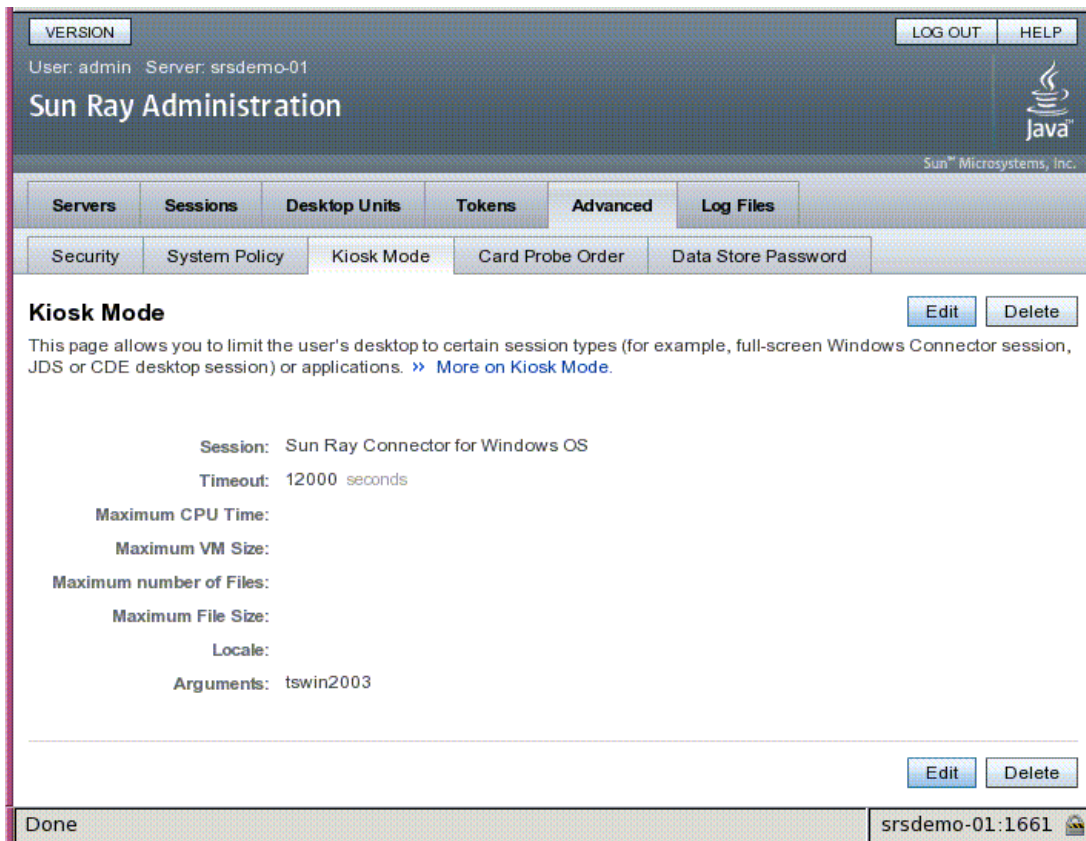 VERSION LOG OUT HELP
User: admin Server: srsdemo-01
Sun Ray Administration
Java™
Sun™ Microsystems, Inc.
Servers Sessions Desktop Units Tokens Advanced Log Files
Security System Policy Kiosk Mode Card Probe Order Data Store Password
Kiosk Mode Edit Delete
This page allows you to limit the user's desktop to certain session types (for example, full-screen Windows Connector session,
JDS or CDE desktop session) or applications. » More on Kiosk Mode.
Session: Sun Ray Connector for Windows OS
Timeout: 12000 seconds
Maximum CPU Time:
Maximum VM Size:
Maximum number of Files:
Maximum File Size:
Locale:
Arguments: tswin2003
Edit Delete
Done srsdemo-01:1661